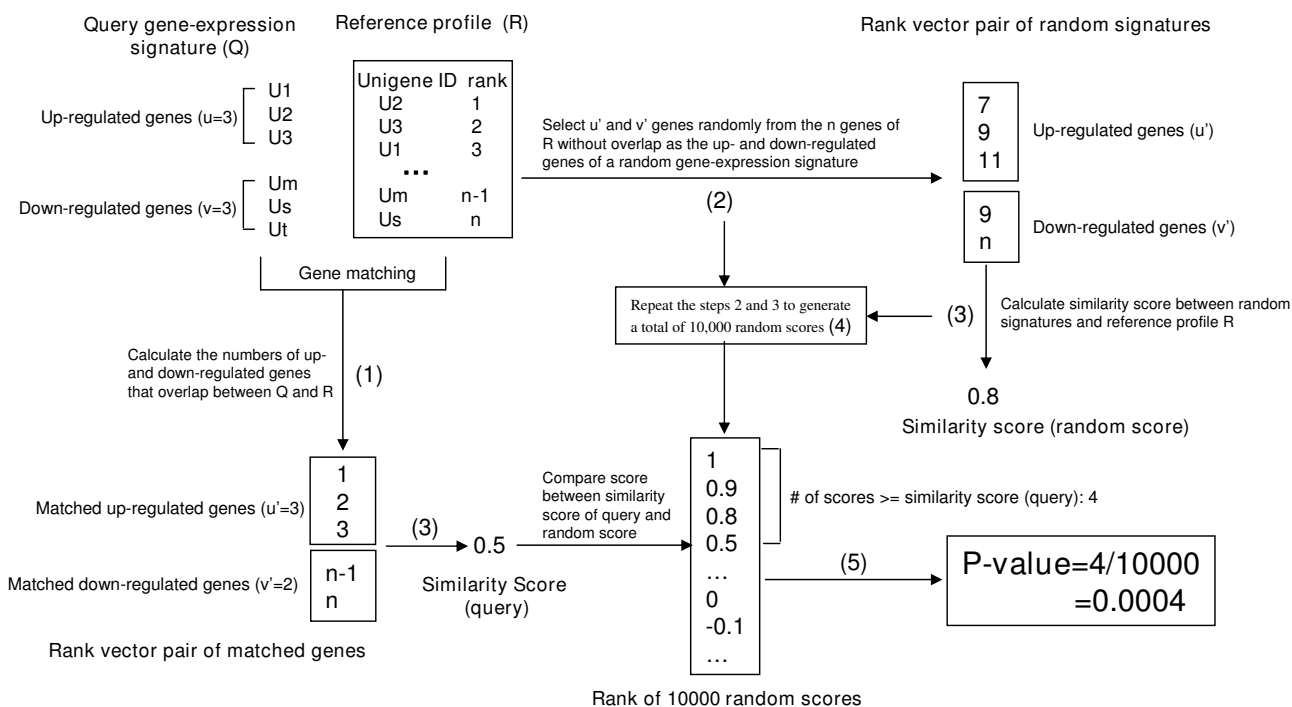 Query gene-expression
signature (Q)
Reference profile (R)
Rank vector pair of random signatures
Up-regulated genes (u=3)
U1
U2
U3
Down-regulated genes (v=3)
Um
Us
Ut
Unigene ID rank
U2 1
U3 2
U1 3
...
Um n-1
Us n
Gene matching
Select u' and v' genes randomly from the n genes of
R without overlap as the up- and down-regulated
genes of a random gene-expression signature
(2)
7
9
11
Up-regulated genes (u')
9
n
Down-regulated genes (v')
Repeat the steps 2 and 3 to generate
a total of 10,000 random scores (4)
(3)
Calculate similarity score between random
signatures and reference profile R
0.8
Similarity score (random score)
Calculate the numbers of up-
and down-regulated genes
that overlap between Q and R
(1)
Matched up-regulated genes (u'=3)
1
2
3
Matched down-regulated genes (v'=2)
n-1
n
Rank vector pair of matched genes
(3)
0.5
Similarity Score
(query)
Compare score
between similarity
score of query and
random score
1
0.9
0.8
0.5
...
0
-0.1
...
Rank of 10000 random scores
# of scores >= similarity score (query): 4
(5)
P-value=4/10000
=0.0004